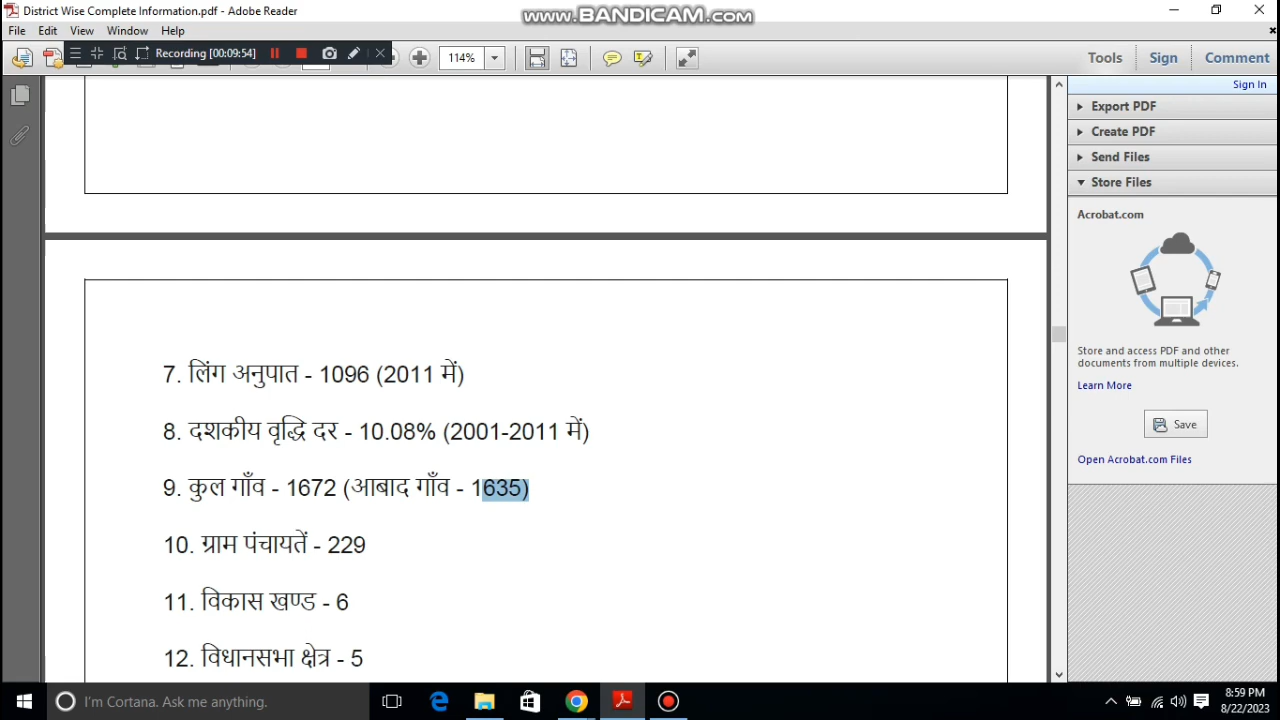 District Wise Complete Information.pdf - Adobe Reader
www.BANDICAM.com
File Edit View Window Help
Recording [00:09:54]
114%
Tools Sign Comment
Sign In
Export PDF
Create PDF
Send Files
Store Files
Acrobat.com
Store and access PDF and other
documents from multiple devices.
Learn More
Save
Open Acrobat.com Files
7. लिंग अनुपात - 1096 (2011 में)
8. दशकीय वृद्धि दर - 10.08% (2001-2011 में)
9. कुल गाँव - 1672 (आबाद गाँव - 1635)
10. ग्राम पंचायतें - 229
11. विकास खण्ड - 6
12. विधानसभा क्षेत्र - 5
I'm Cortana. Ask me anything.
8:59 PM
8/22/2023